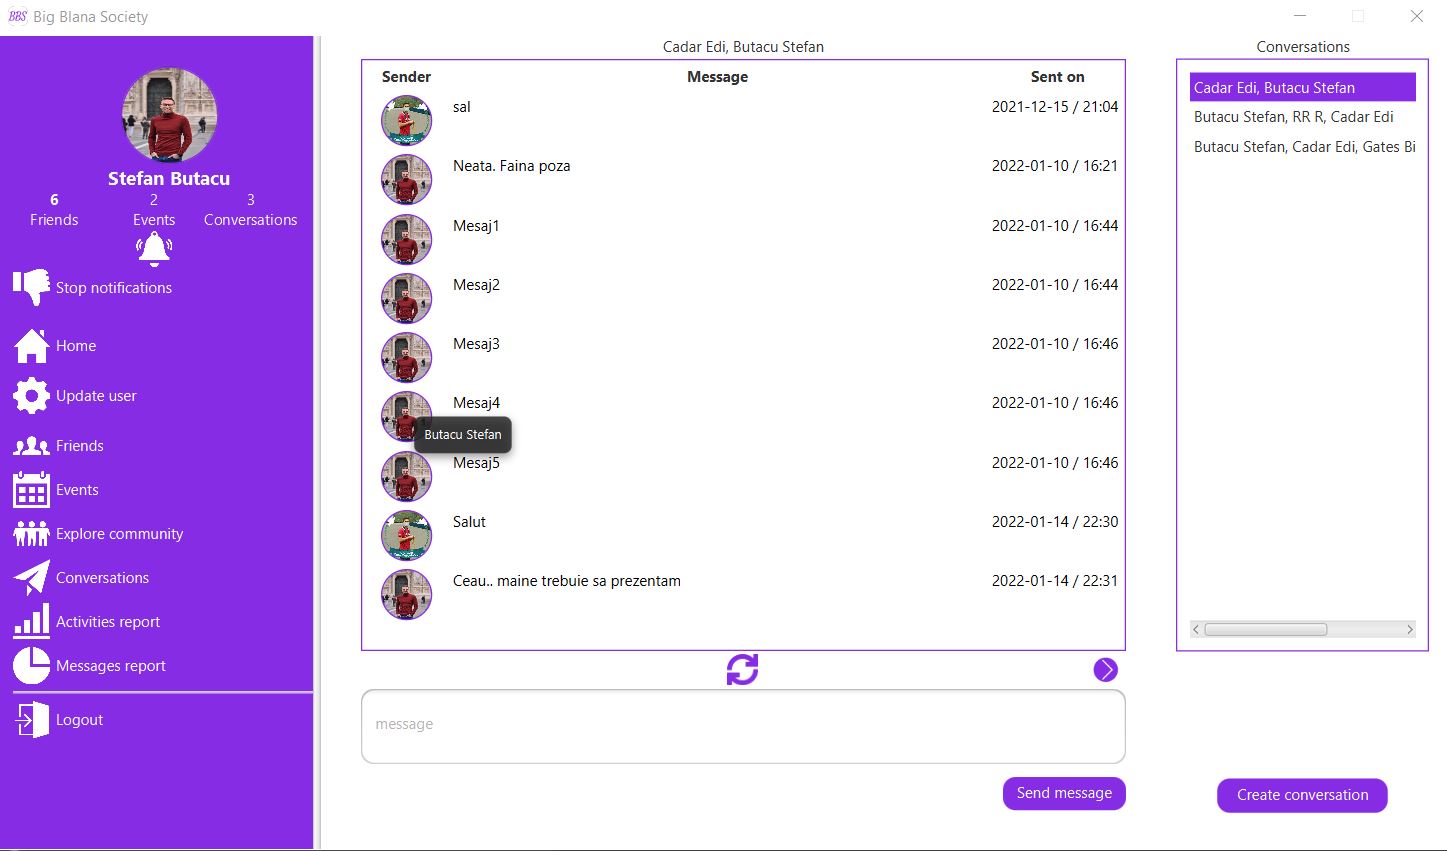 BBS Big Blana Society
Stefan Butacu
6 2 3
Friends Events Conversations
Stop notifications
Home
Update user
Friends
Events
Explore community
Conversations
Activities report
Messages report
Logout
Cadar Edi, Butacu Stefan
Sender Message Sent on
sal 2021-12-15 / 21:04
Neata. Faina poza 2022-01-10 / 16:21
Mesaj1 2022-01-10 / 16:44
Mesaj2 2022-01-10 / 16:44
Mesaj3 2022-01-10 / 16:46
Mesaj4 2022-01-10 / 16:46
Butacu Stefan
Mesaj5 2022-01-10 / 16:46
Salut 2022-01-14 / 22:30
Ceau.. maine trebuie sa prezentam 2022-01-14 / 22:31
message
Send message
Conversations
Cadar Edi, Butacu Stefan
Butacu Stefan, RR R, Cadar Edi
Butacu Stefan, Cadar Edi, Gates Bi
Create conversation